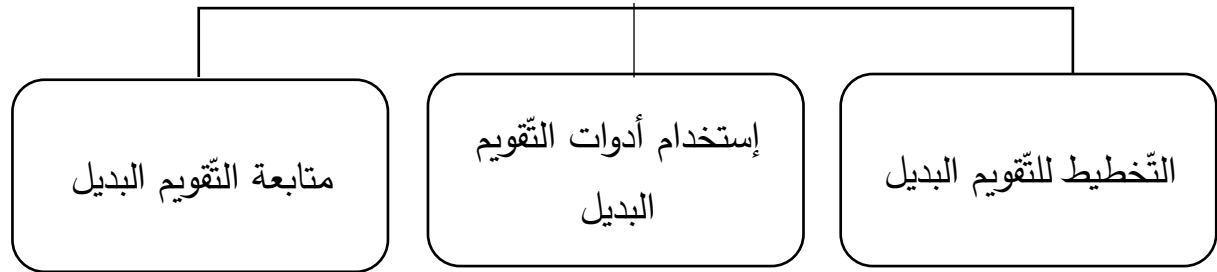 التّخطيط للتّقويم البديل
إستخدام أدوات التّقويم
البديل
متابعة التّقويم البديل